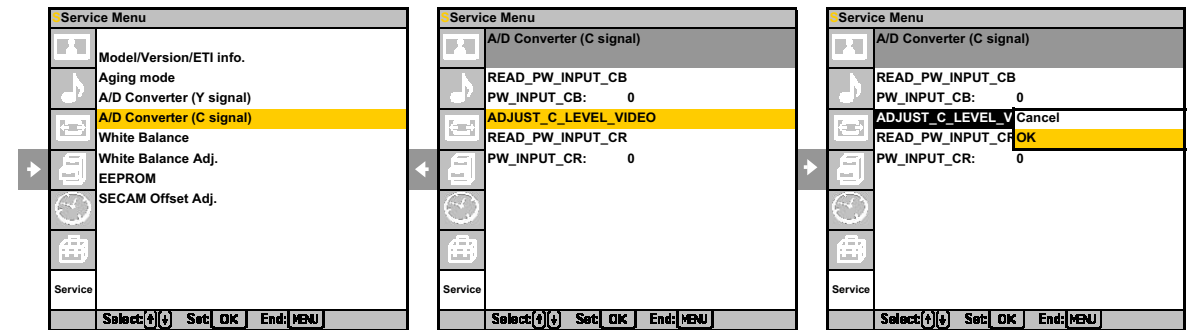 Service Menu
Model/Version/ETI info.
Aging mode
A/D Converter (Y signal)
A/D Converter (C signal)
White Balance
White Balance Adj.
EEPROM
SECAM Offset Adj.
Service
Select: Set: OK End: MENU
Service Menu
A/D Converter (C signal)
READ_PW_INPUT_CB
PW_INPUT_CB: 0
ADJUST_C_LEVEL_VIDEO
READ_PW_INPUT_CR
PW_INPUT_CR: 0
Service
Select: Set: OK End: MENU
Service Menu
A/D Converter (C signal)
READ_PW_INPUT_CB
PW_INPUT_CB: 0
ADJUST_C_LEVEL_V Cancel
READ_PW_INPUT_CR OK
PW_INPUT_CR: 0
Service
Select: Set: OK End: MENU